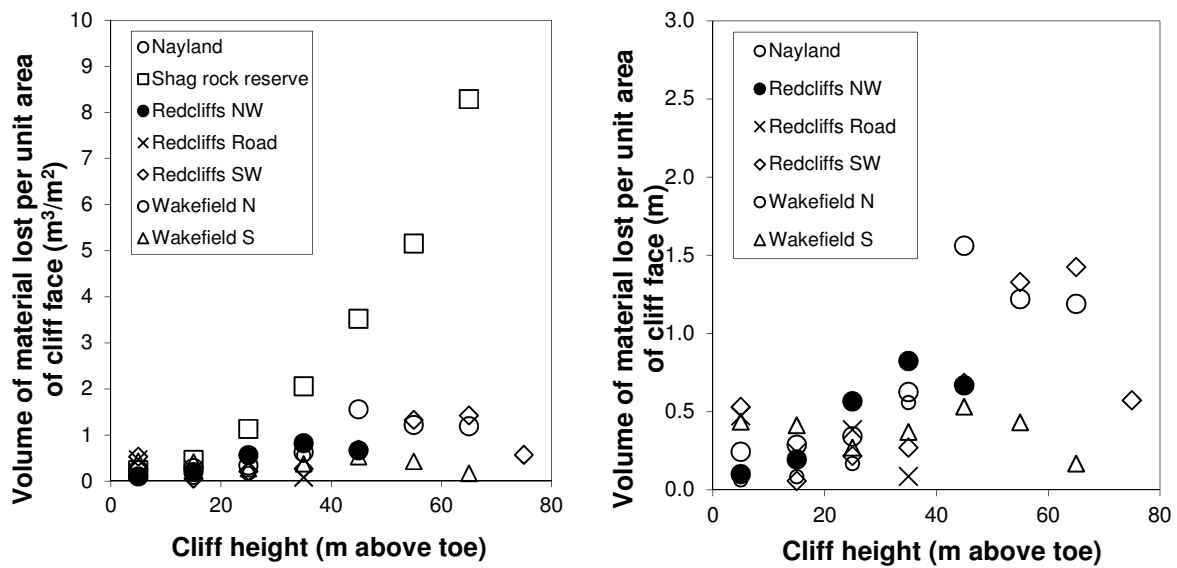 Volume of material lost per unit area
of cliff face (m³/m²)
10
9
8
7
6
5
4
3
2
1
0
Nayland
Shag rock reserve
Redcliffs NW
Redcliffs Road
Redcliffs SW
Wakefield N
Wakefield S
0
20
40
60
80
Cliff height (m above toe)
Volume of material lost per unit area
of cliff face (m)
3.0
2.5
2.0
1.5
1.0
0.5
0.0
Nayland
Redcliffs NW
Redcliffs Road
Redcliffs SW
Wakefield N
Wakefield S
0
20
40
60
80
Cliff height (m above toe)